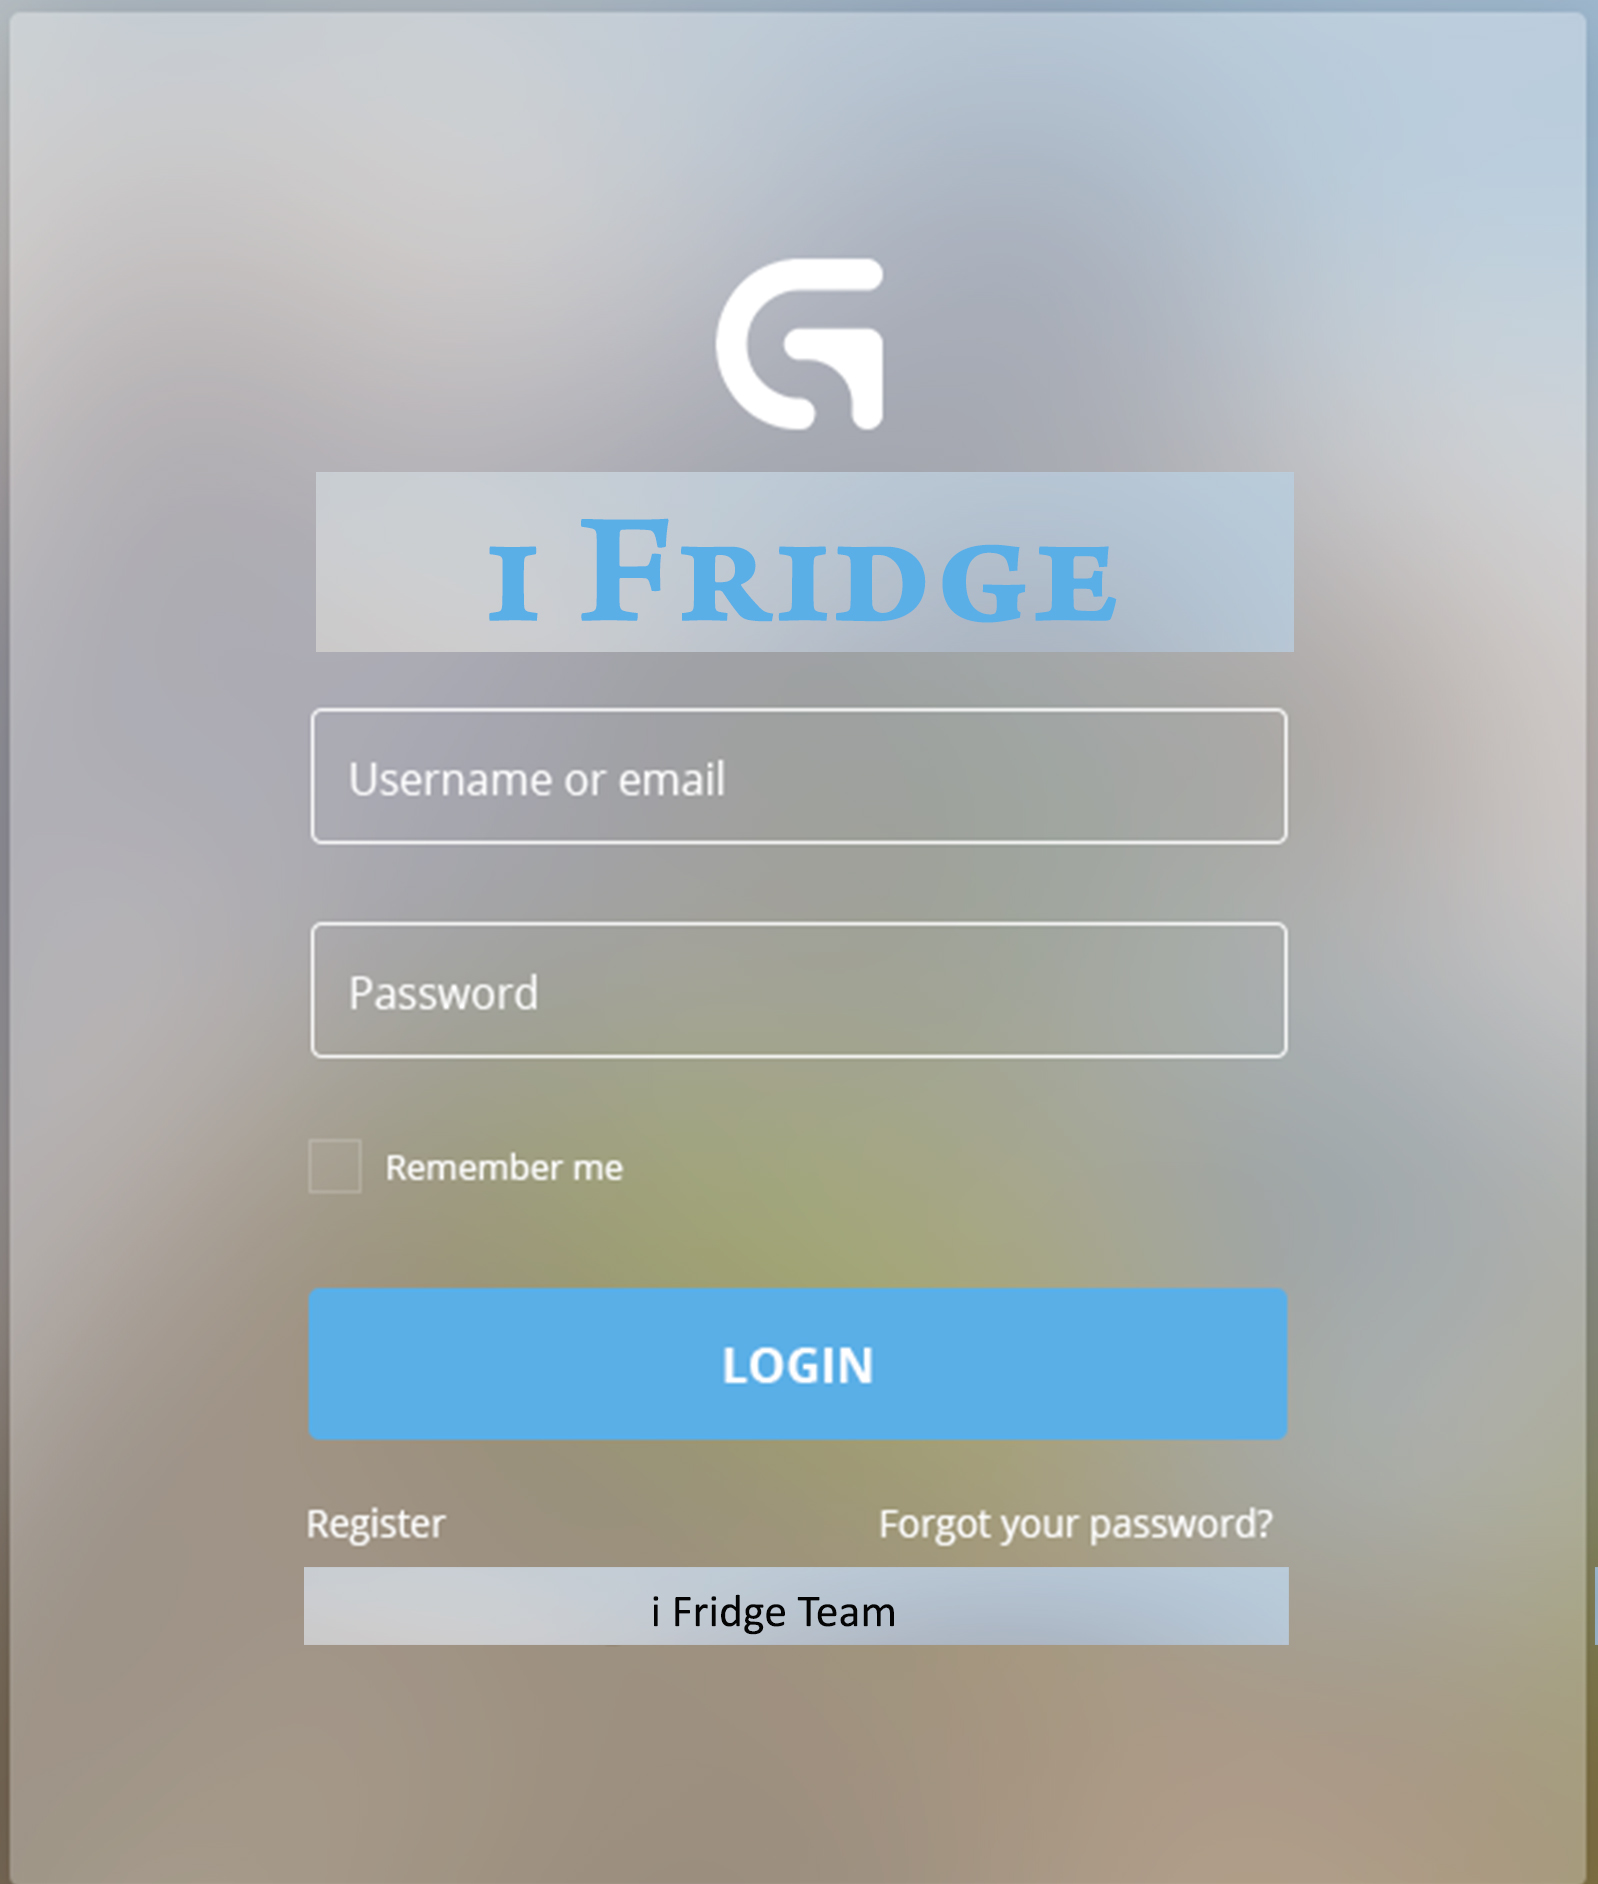 i Fridge
Username or email
Password
Remember me
LOGIN
Register Forgot your password?
i Fridge Team